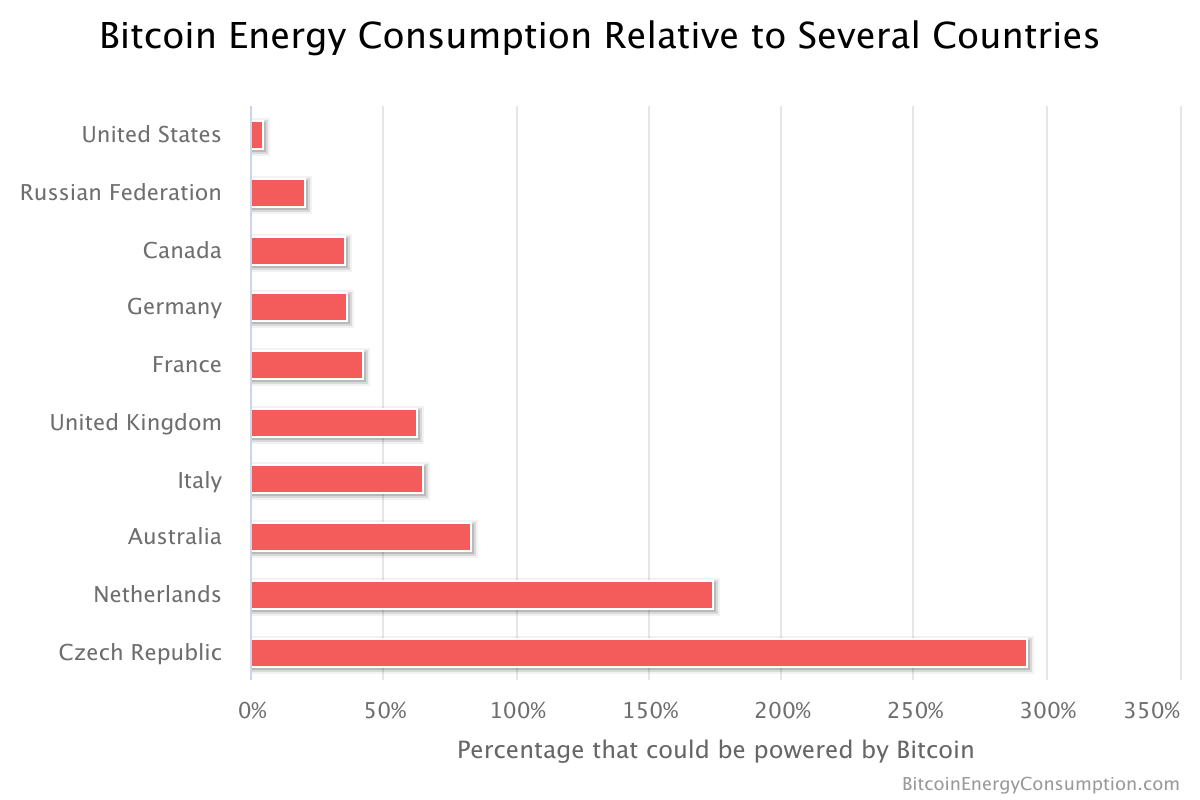 Bitcoin Energy Consumption Relative to Several Countries
United States
Russian Federation
Canada
Germany
France
United Kingdom
Italy
Australia
Netherlands
Czech Republic
0% 50% 100% 150% 200% 250% 300% 350%
Percentage that could be powered by Bitcoin
BitcoinEnergyConsumption.com